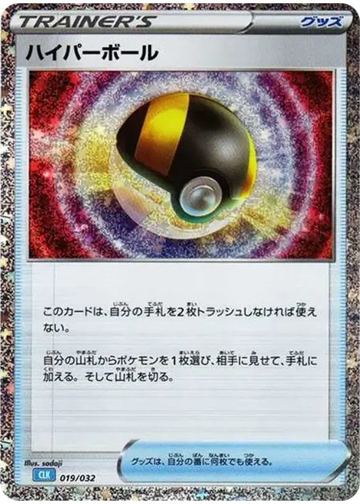 TRAINER'S グッズ
ハイパーボール
このカードは、自分の手札を2枚トラッシュしなければ使え
ない。
自分の山札からポケモンを1枚選び、相手に見せて、手札に
加える。そして山札を切る。
Illus. sadaji
CLK 019/032
グッズは、自分の番に何枚でも使える。